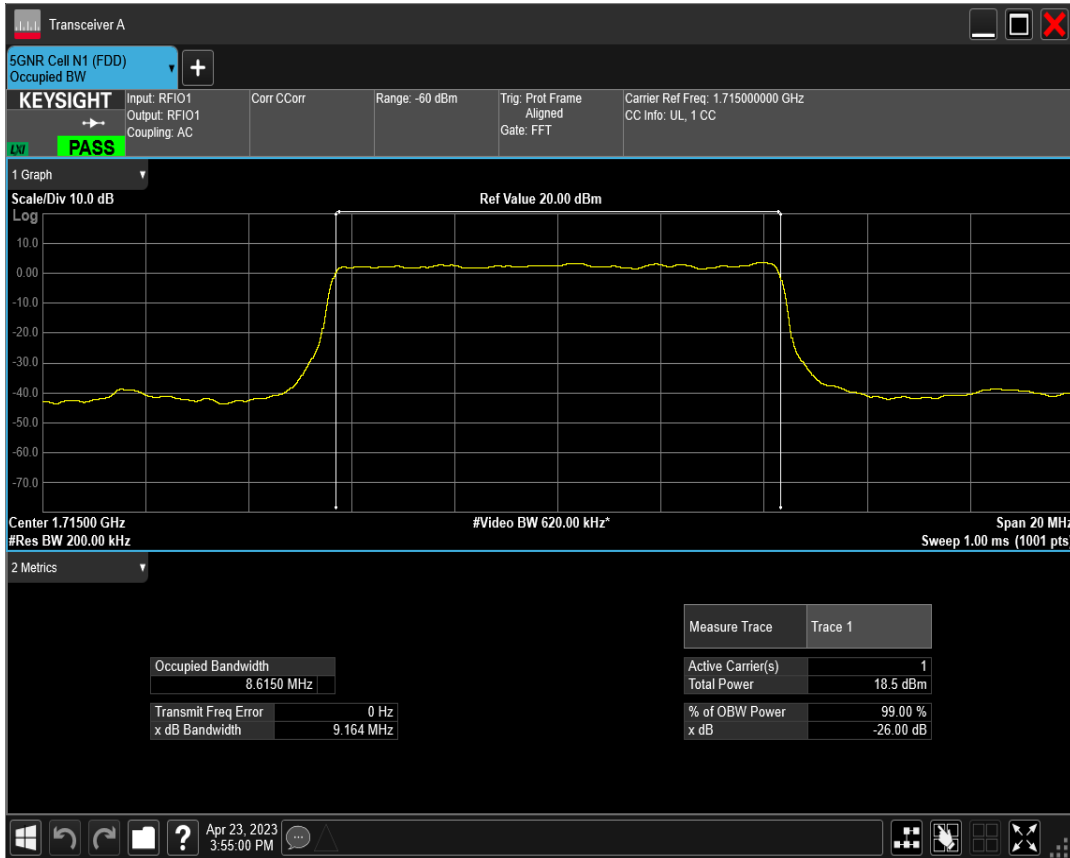 Transceiver A
5GNR Cell N1 (FDD)
Occupied BW
+
KEYSIGHT
LXI
PASS
Input: RFIO1
Output: RFIO1
Coupling: AC
Corr CCorr
Range: -60 dBm
Trig: Prot Frame
Aligned
Gate: FFT
Carrier Ref Freq: 1.715000000 GHz
CC Info: UL, 1 CC
1 Graph
Scale/Div 10.0 dB
Ref Value 20.00 dBm
Log
10.0
0.00
-10.0
-20.0
-30.0
-40.0
-50.0
-60.0
-70.0
Center 1.71500 GHz
#Video BW 620.00 kHz*
Span 20 MHz
#Res BW 200.00 kHz
Sweep 1.00 ms (1001 pts)
2 Metrics
Measure Trace Trace 1
Occupied Bandwidth
8.6150 MHz
Active Carrier(s) 1
Total Power 18.5 dBm
Transmit Freq Error 0 Hz
x dB Bandwidth 9.164 MHz
% of OBW Power 99.00 %
x dB -26.00 dB
?
Apr 23, 2023
3:55:00 PM